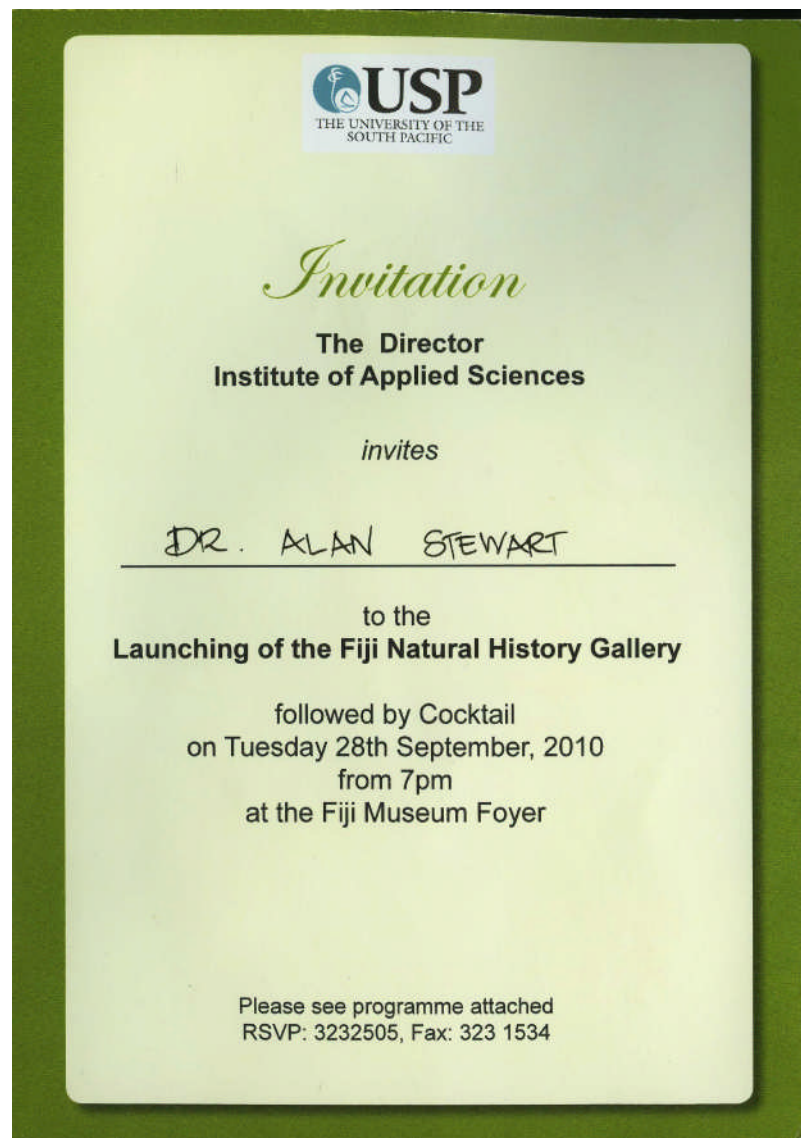 USP
THE UNIVERSITY OF THE
SOUTH PACIFIC
Invitation
The Director
Institute of Applied Sciences
invites
DR. ALAN STEWART
to the
Launching of the Fiji Natural History Gallery
followed by Cocktail
on Tuesday 28th September, 2010
from 7pm
at the Fiji Museum Foyer
Please see programme attached
RSVP: 3232505, Fax: 323 1534